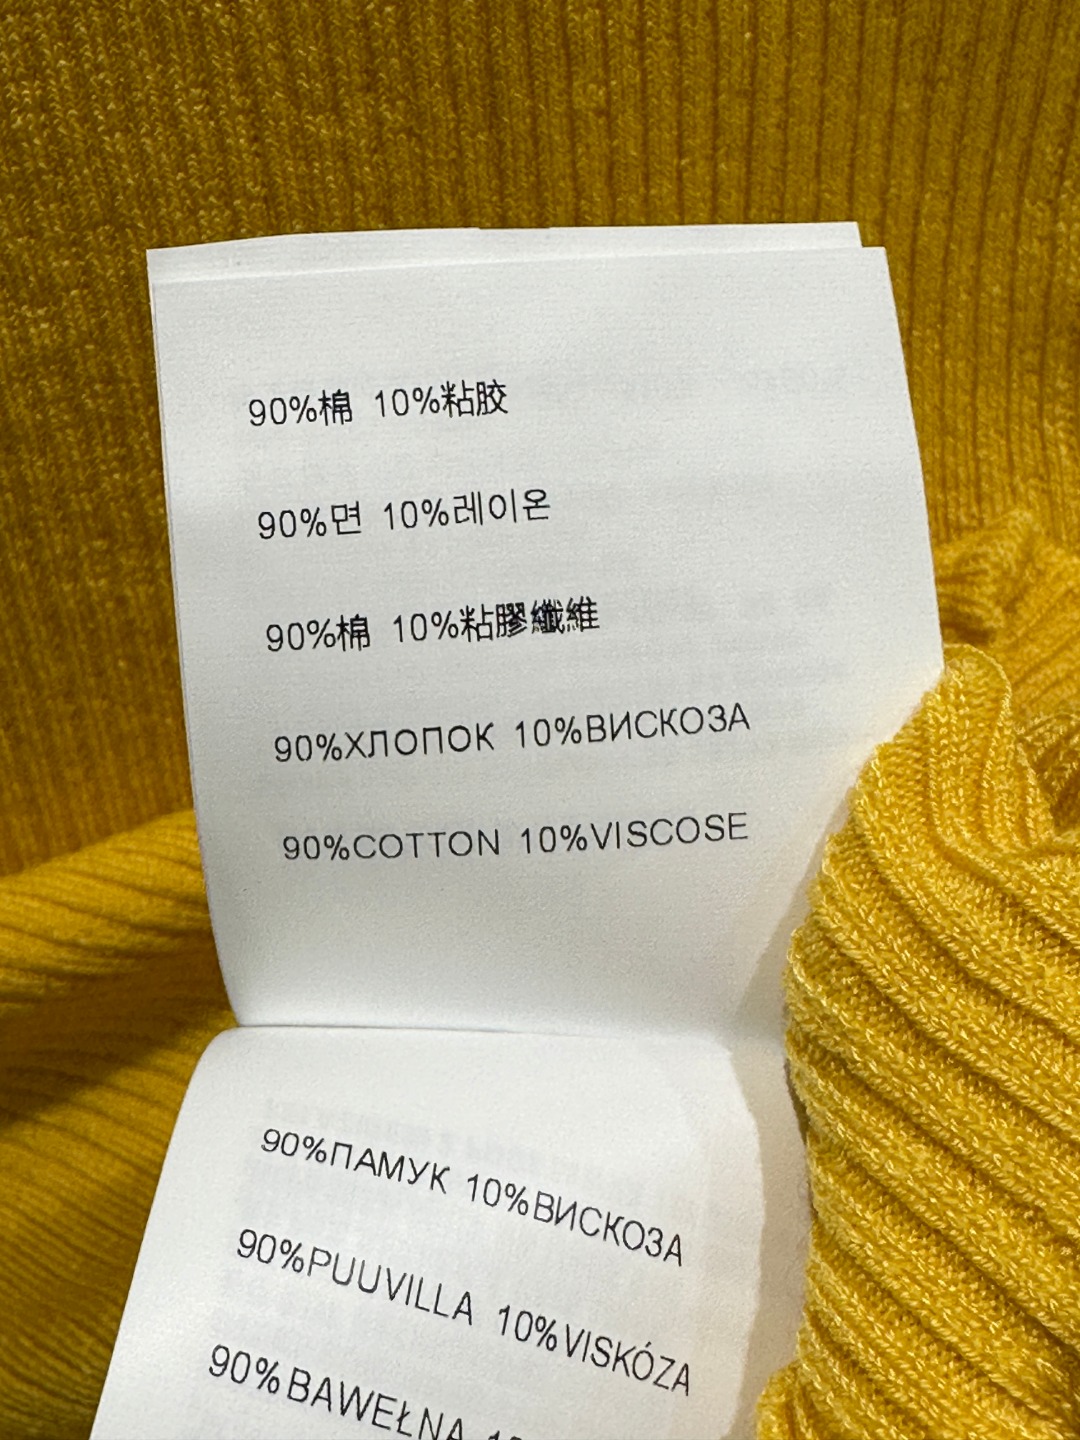 90%棉 10%粘胶
90%면 10%레이온
90%棉 10%粘膠纖維
90%ХЛОПОК 10%ВИСКОЗА
90%COTTON 10%VISCOSE
90%ПАМУК 10%ВИСКОЗА
90%PUUVILLA 10%VISKÓZA
90%BAWEŁNA